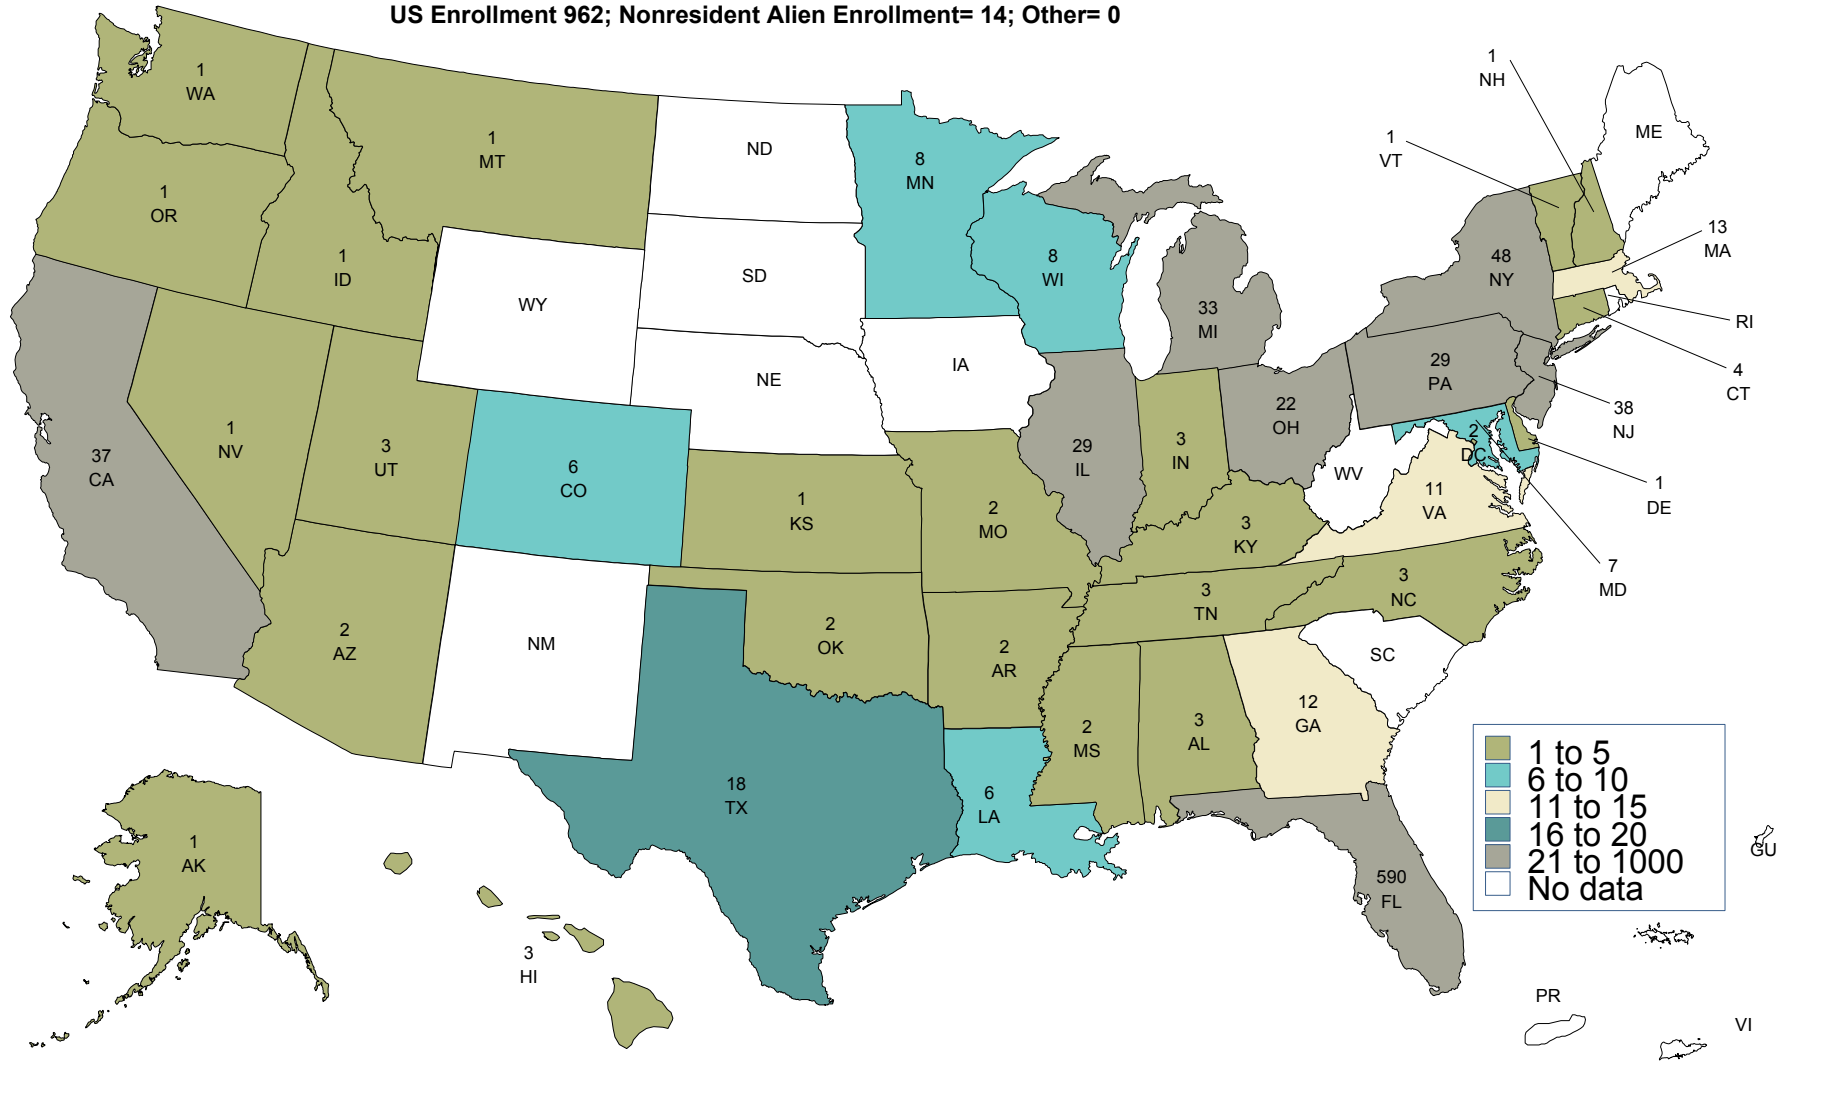 US Enrollment 962; Nonresident Alien Enrollment= 14; Other= 0
1
WA
1
OR
1
MT
1
ID
ND
SD
WY
NE
8
MN
8
WI
IA
33
MI
1
NH
1
VT
ME
48
NY
13
MA
RI
4
CT
38
NJ
29
PA
22
OH
3
IN
29
IL
37
CA
1
NV
3
UT
6
CO
1
KS
2
MO
3
KY
WV
11
VA
2
DC
1
DE
7
MD
3
NC
3
TN
SC
2
AZ
NM
2
OK
2
AR
18
TX
6
LA
2
MS
3
AL
12
GA
590
FL
1
AK
3
HI
1 to 5
6 to 10
11 to 15
16 to 20
21 to 1000
No data
GU
PR
VI